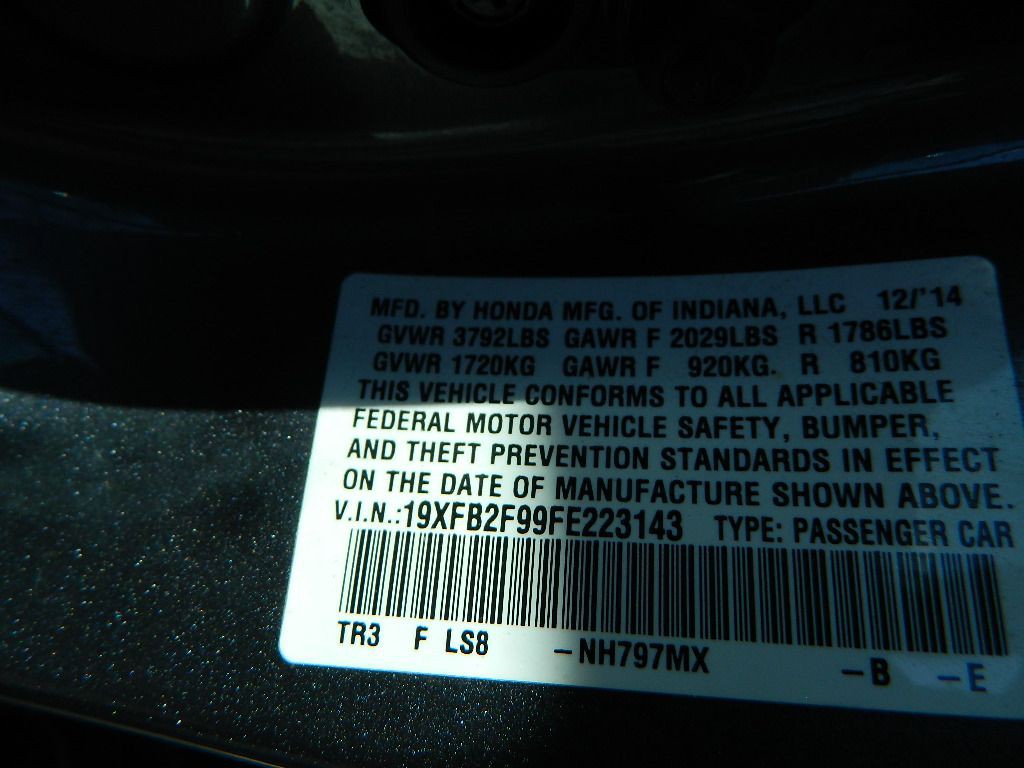 MFD. BY HONDA MFG. OF INDIANA, LLC 12/'14
GVWR 3792LBS GAWR F 2029LBS R 1786LBS
GVWR 1720KG GAWR F 920KG. R 810KG
THIS VEHICLE CONFORMS TO ALL APPLICABLE
FEDERAL MOTOR VEHICLE SAFETY, BUMPER,
AND THEFT PREVENTION STANDARDS IN EFFECT
ON THE DATE OF MANUFACTURE SHOWN ABOVE.
V.I.N.:19XFB2F99FE223143 TYPE: PASSENGER CAR
TR3 F LS8 –NH797MX –B –E